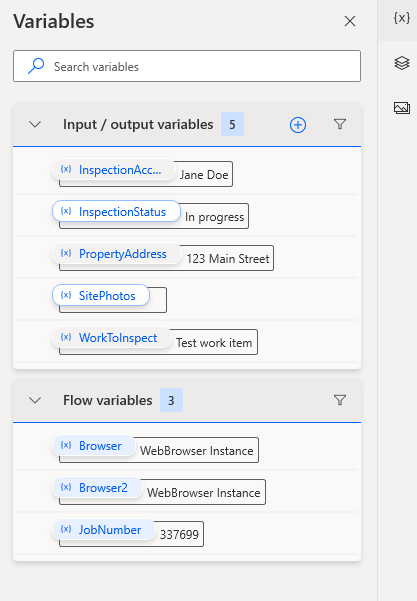 Variables
{x}
Search variables
Input / output variables 5
(x) InspectionAcc... Jane Doe
(x) InspectionStatus In progress
(x) PropertyAddress 123 Main Street
(x) SitePhotos
(x) WorkToInspect Test work item
Flow variables 3
(x) Browser WebBrowser Instance
(x) Browser2 WebBrowser Instance
(x) JobNumber 337699